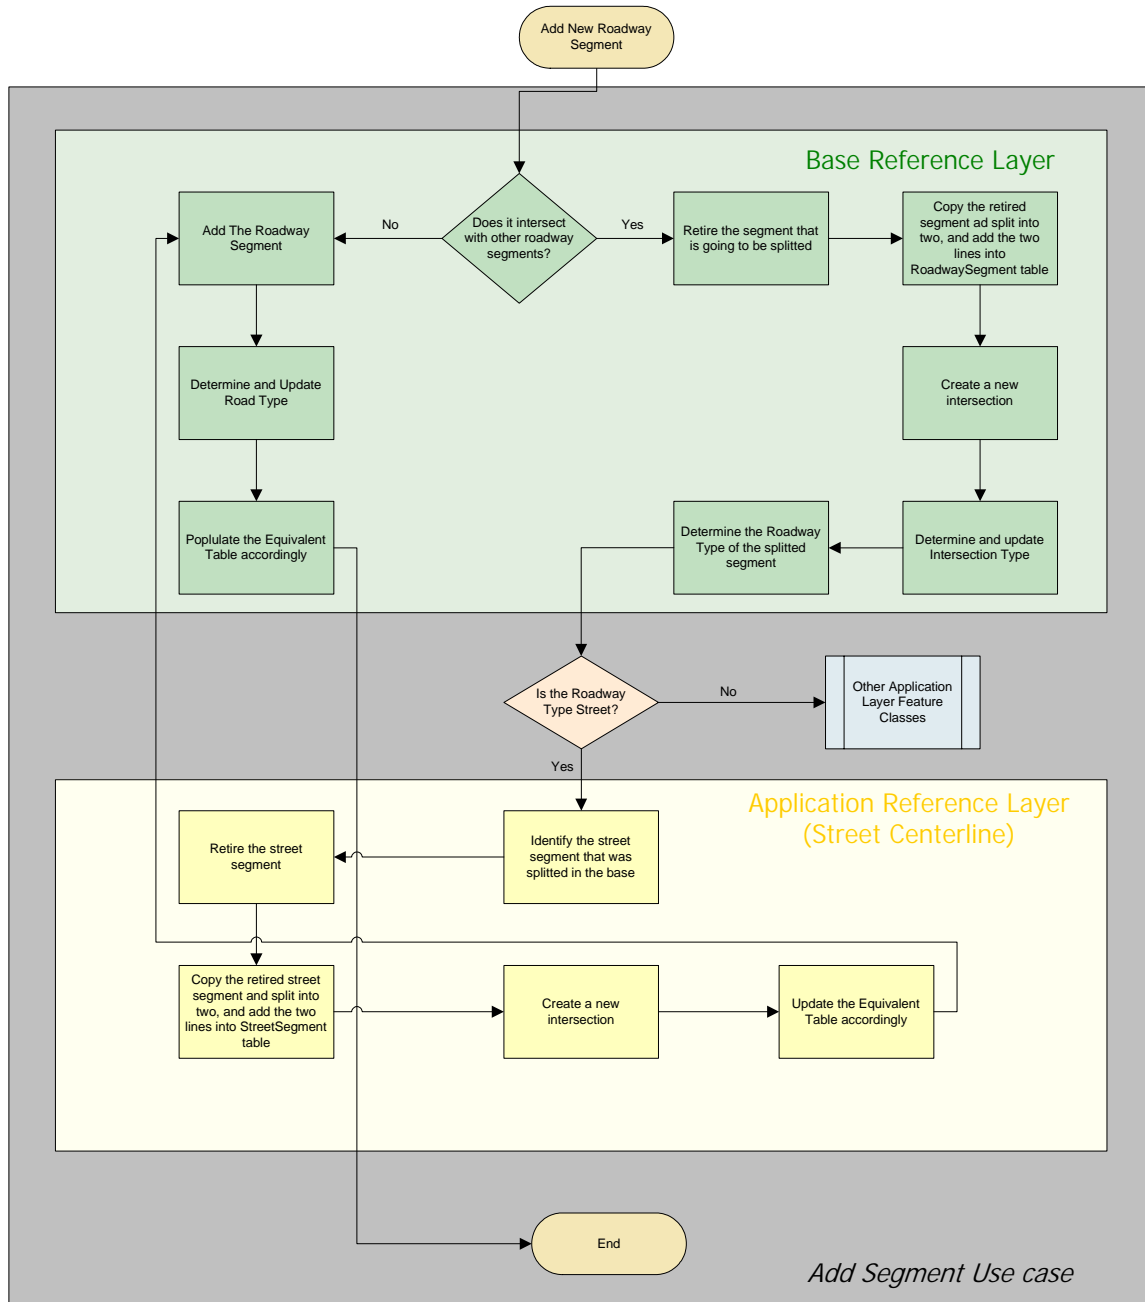 Add New Roadway
Segment
Base Reference Layer
Add The Roadway
Segment
No
Does it intersect
with other roadway
segments?
Yes
Retire the segment that
is going to be splitted
Copy the retired
segment ad split into
two, and add the two
lines into
RoadwaySegment table
Determine and Update
Road Type
Create a new
intersection
Poplulate the Equivalent
Table accordingly
Determine the Roadway
Type of the splitted
segment
Determine and update
Intersection Type
Is the Roadway
Type Street?
No
Other Application
Layer Feature
Classes
Yes
Application Reference Layer
(Street Centerline)
Retire the street
segment
Identify the street
segment that was
splitted in the base
Copy the retired street
segment and split into
two, and add the two
lines into StreetSegment
table
Create a new
intersection
Update the Equivalent
Table accordingly
End
Add Segment Use case